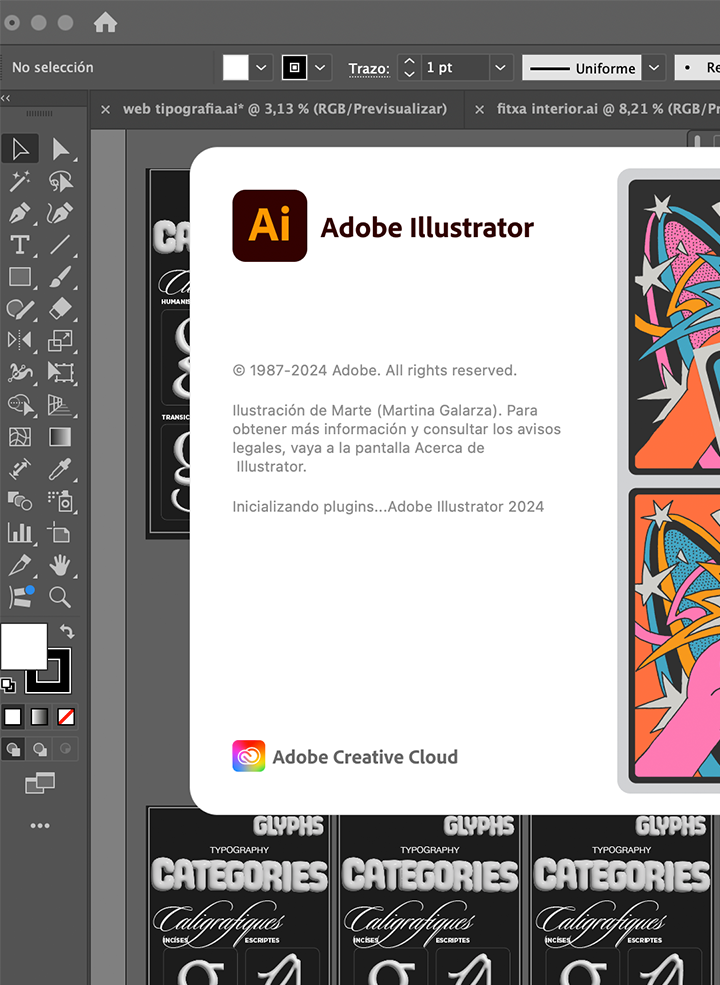 No selección
Trazo:
1 pt
Uniforme
web tipografia.ai* @ 3,13 % (RGB/Previsualizar)
fitxa interior.ai @ 8,21 % (RGB/Pr
Ai
Adobe Illustrator
© 1987-2024 Adobe. All rights reserved.
Ilustración de Marte (Martina Galarza). Para
obtener más información y consultar los avisos
legales, vaya a la pantalla Acerca de
Illustrator.
Inicializando plugins...Adobe Illustrator 2024
Adobe Creative Cloud
CA
HUMANIS
TRANSIC
GLYPHS GLYPHS GLYPHS
TYPOGRAPHY TYPOGRAPHY TYPOGRAPHY
CATEGORIES CATEGORIES CATEGORIES
Caligrafiques Caligrafiques Caligrafiques
INCISES ESCRIPTES INCISES ESCRIPTES INCISES ESCRIPTES